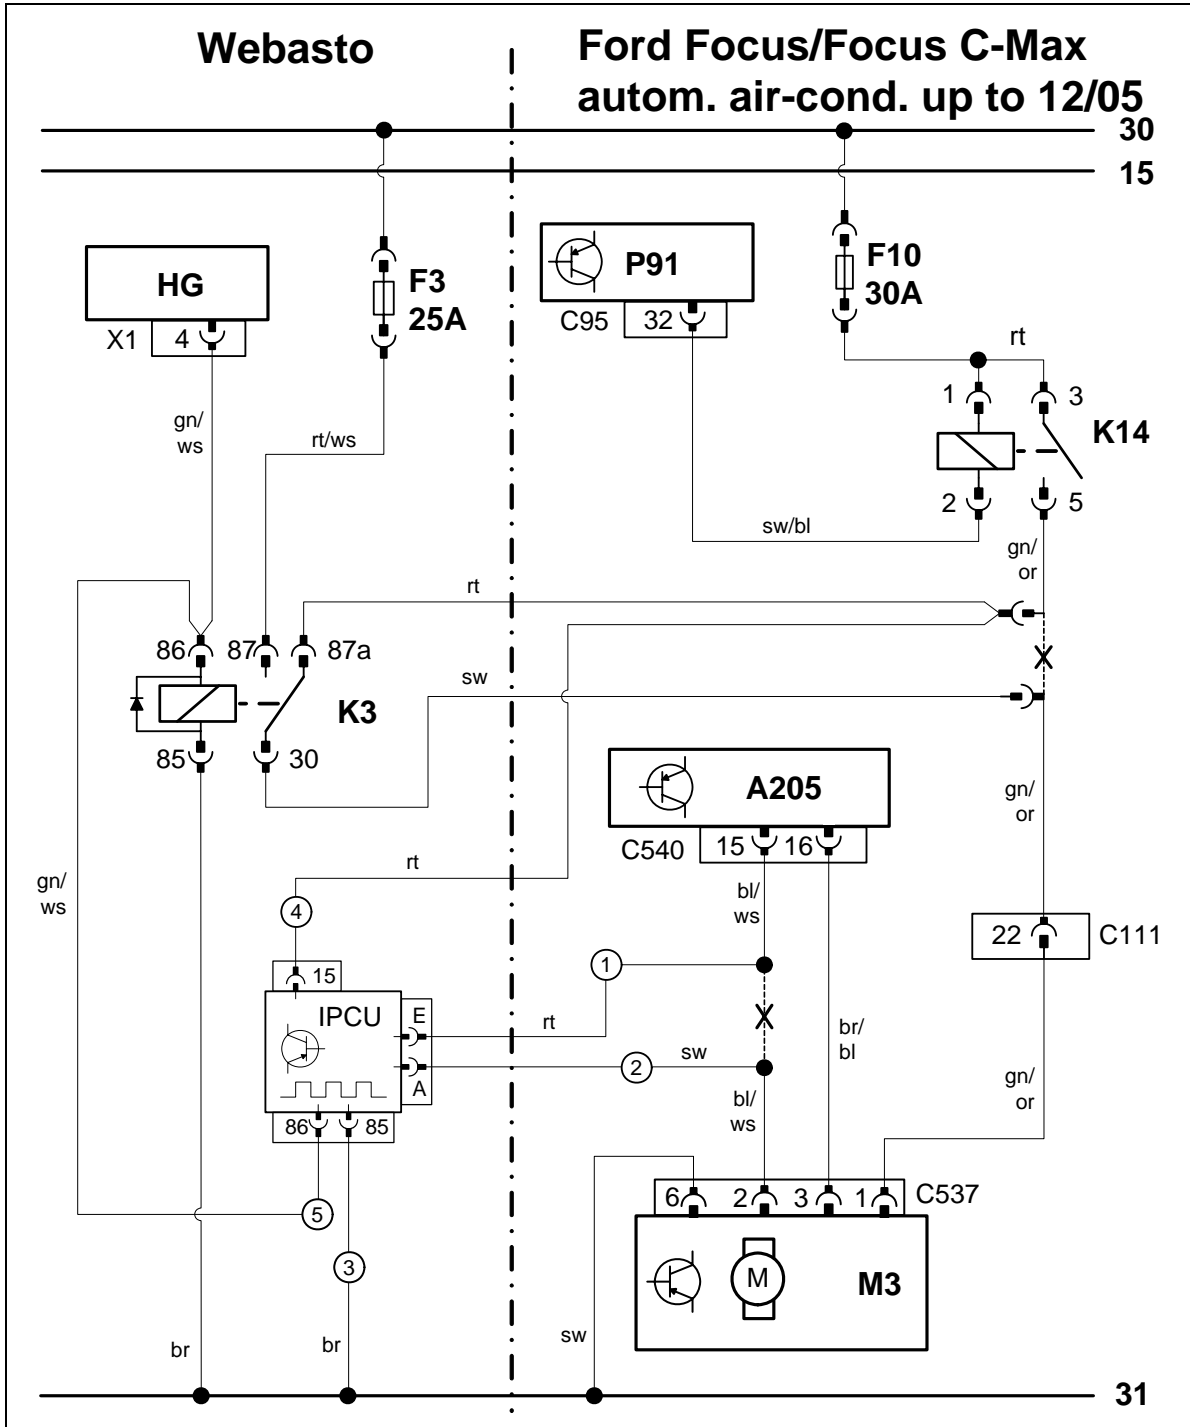 Webasto
Ford Focus/Focus C-Max
autom. air-cond. up to 12/05
30
15
HG
X1
4
F3
25A
P91
C95
32
F10
30A
rt
1
3
K14
2
5
gn/
ws
rt/ws
sw/bl
gn/
or
rt
86
87
87a
sw
K3
85
30
A205
C540
15
16
gn/
or
rt
gn/
ws
4
bl/
ws
22
C111
15
1
IPCU
E
rt
br/
bl
2
sw
A
gn/
or
bl/
ws
86
85
6
2
3
1
C537
5
3
M
M3
br
br
sw
31